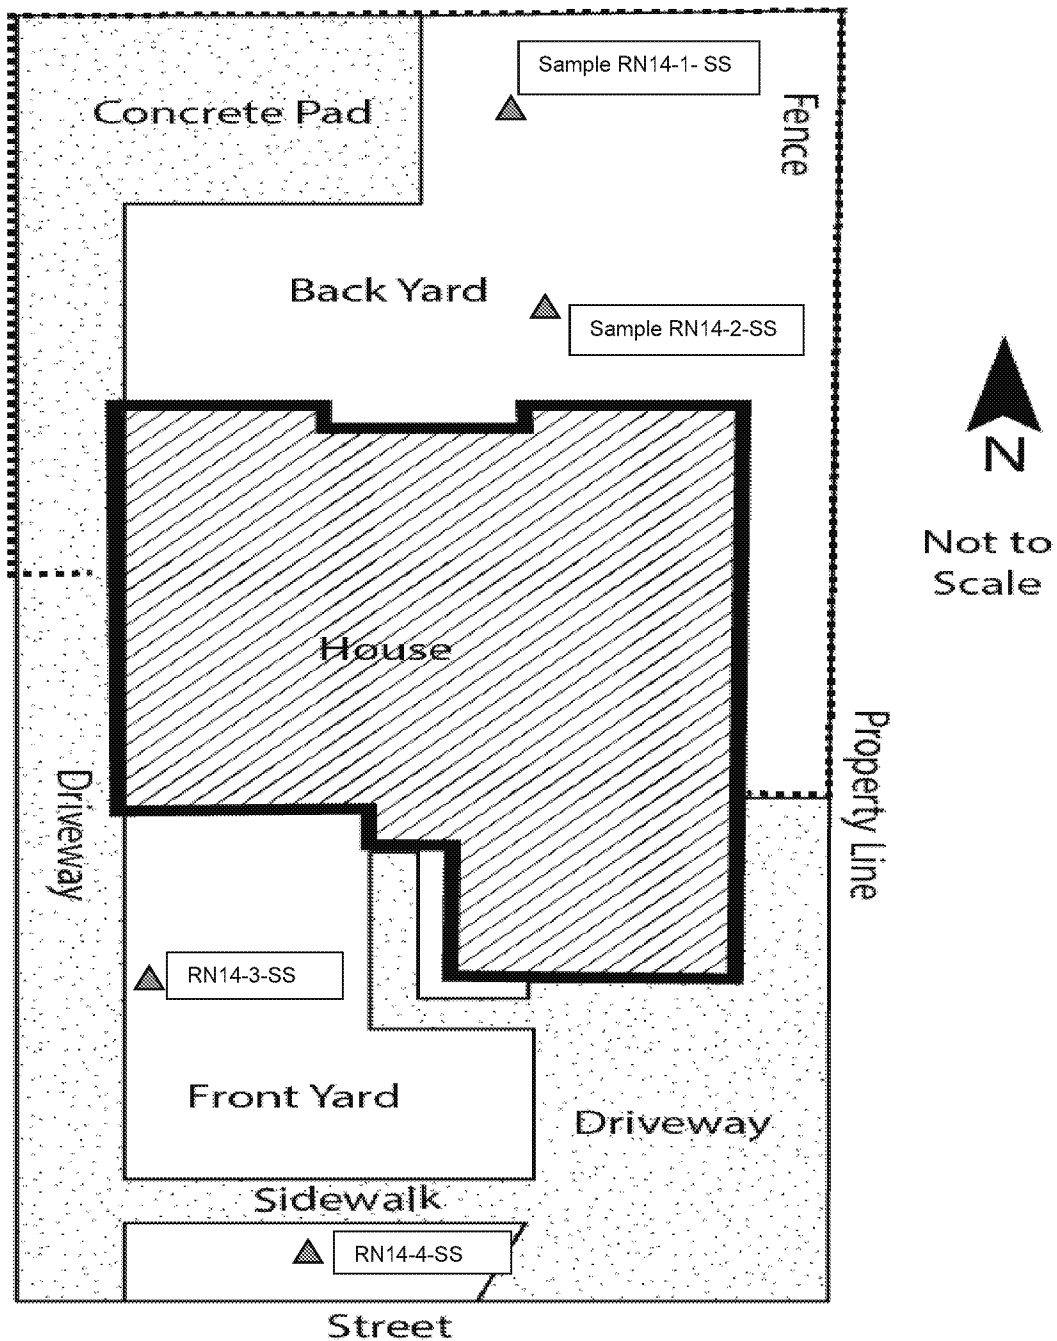 Sample RN14-1- SS
Concrete Pad
Fence
Back Yard
Sample RN14-2-SS
N
Not to
Scale
House
Property Line
Driveway
RN14-3-SS
Front Yard
Driveway
Sidewalk
RN14-4-SS
Street